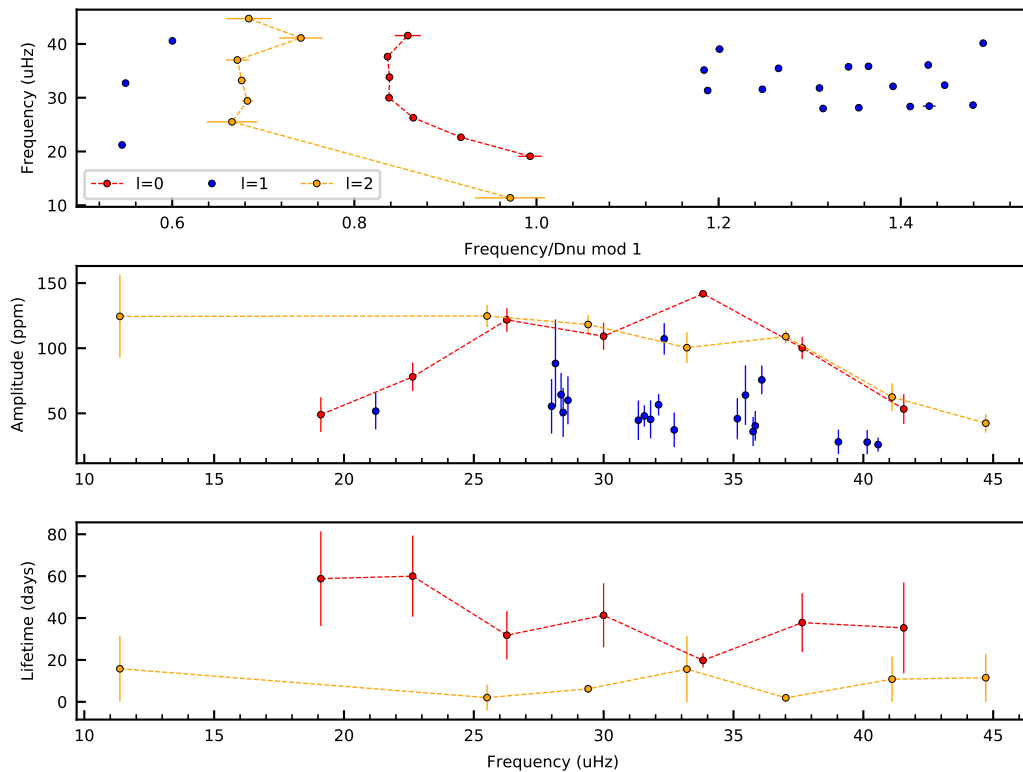 Frequency (uHz)
40
30
20
10
l=0 l=1 l=2
0.6 0.8 1.0 1.2 1.4
Frequency/Dnu mod 1
Amplitude (ppm)
150
100
50
10 15 20 25 30 35 40 45
Lifetime (days)
80
60
40
20
0
10 15 20 25 30 35 40 45
Frequency (uHz)